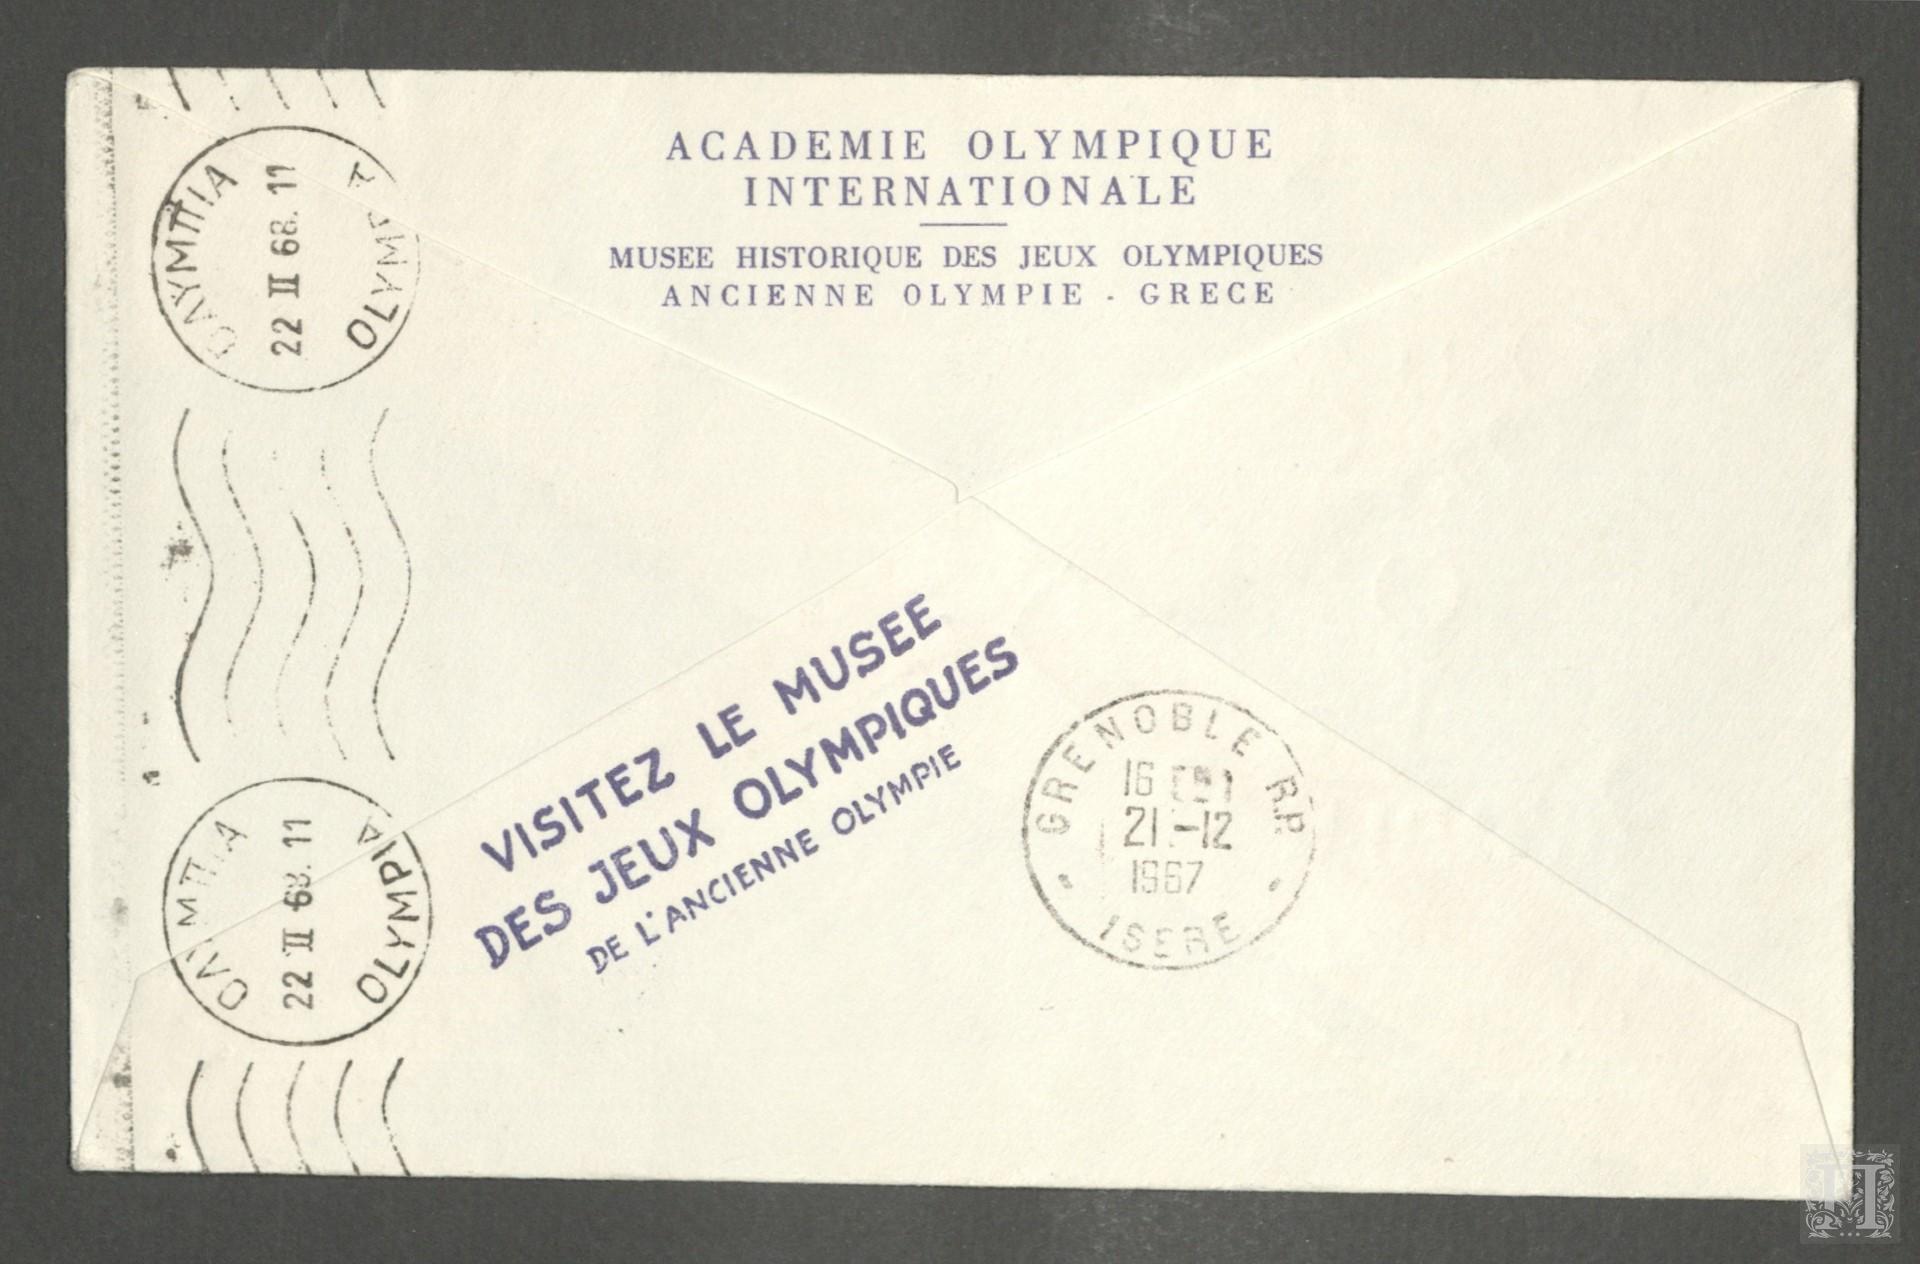 ACADEMIE OLYMPIQUE
INTERNATIONALE
MUSEE HISTORIQUE DES JEUX OLYMPIQUES
ANCIENNE OLYMPIE - GRECE
ΟΛΥΜΠΙΑ
22 II 68. 11
OLYMPIA
VISITEZ LE MUSEE
DES JEUX OLYMPIQUES
DE L'ANCIENNE OLYMPIE
GRENOBLE R.P.
16
21 -12
1967
ISERE
ΟΛΥΜΠΙΑ
22 II 68. 11
OLYMPIA